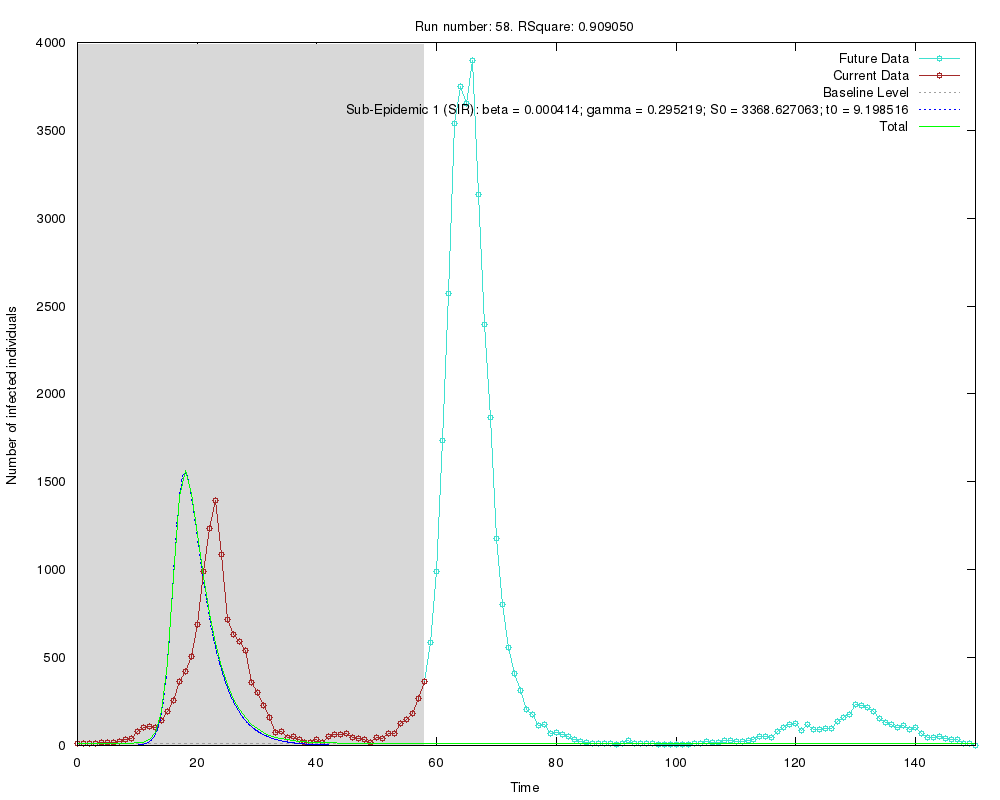 Run number: 58. RSquare: 0.909050
4000
3500
3000
2500
2000
1500
1000
500
0
Number of infected individuals
Future Data
Current Data
Baseline Level
Sub-Epidemic 1 (SIR): beta = 0.000414; gamma = 0.295219; S0 = 3368.627063; t0 = 9.198516
Total
0 20 40 60 80 100 120 140
Time